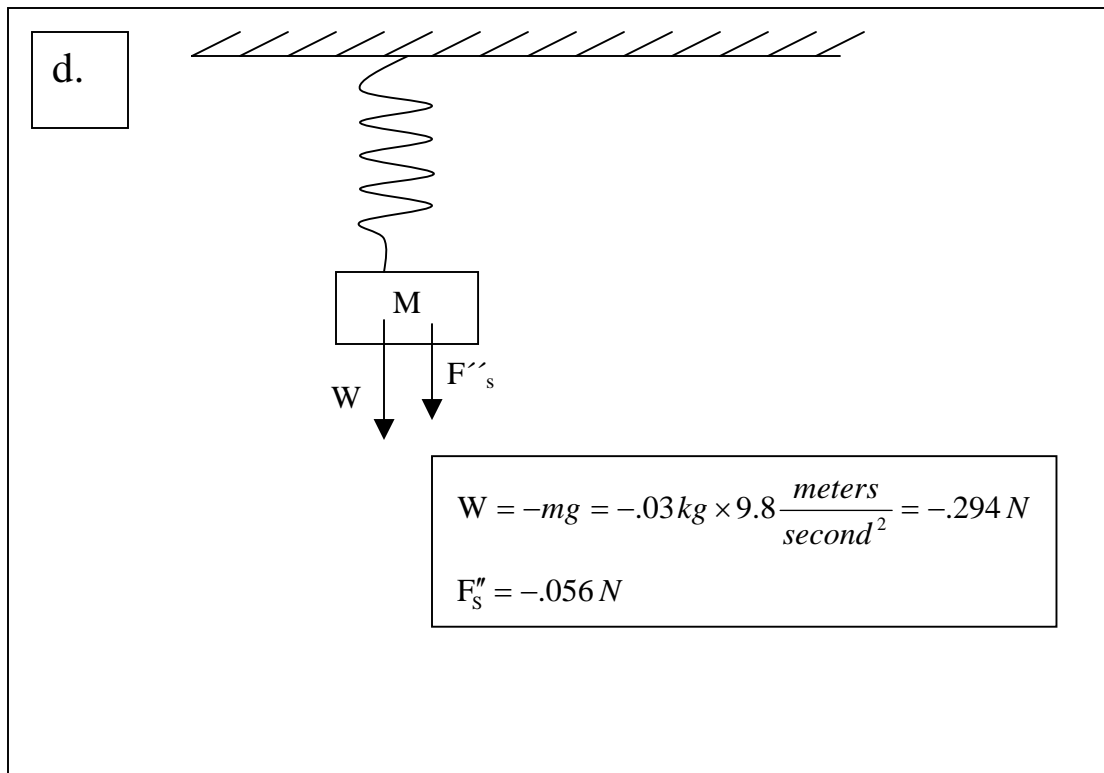 d.
M
F´´s
W
W = −mg = −.03 kg × 9.8 meters/second² = −.294 N
F″S = −.056 N